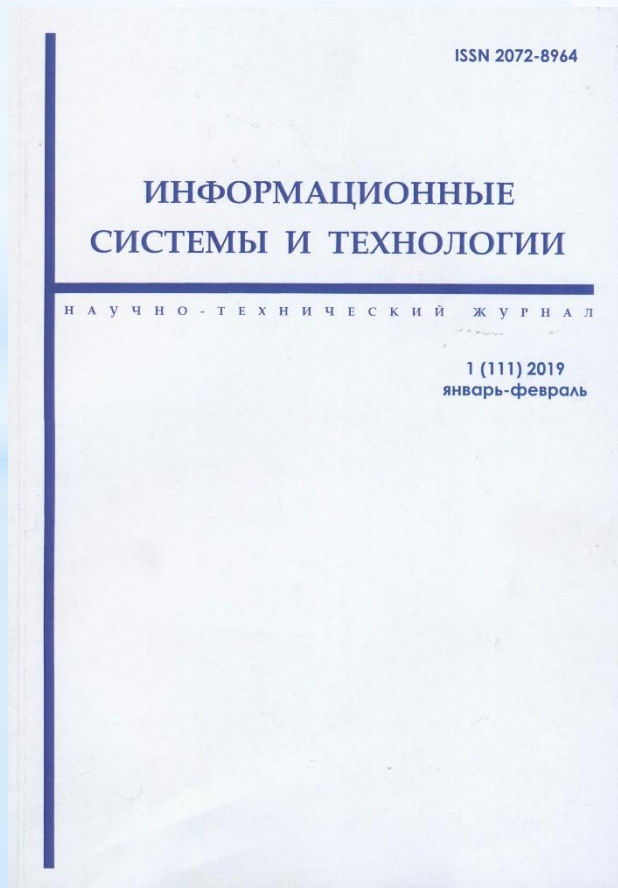 ISSN 2072-8964
ИНФОРМАЦИОННЫЕ
СИСТЕМЫ И ТЕХНОЛОГИИ
НАУЧНО-ТЕХНИЧЕСКИЙ ЖУРНАЛ
1 (111) 2019
январь-февраль